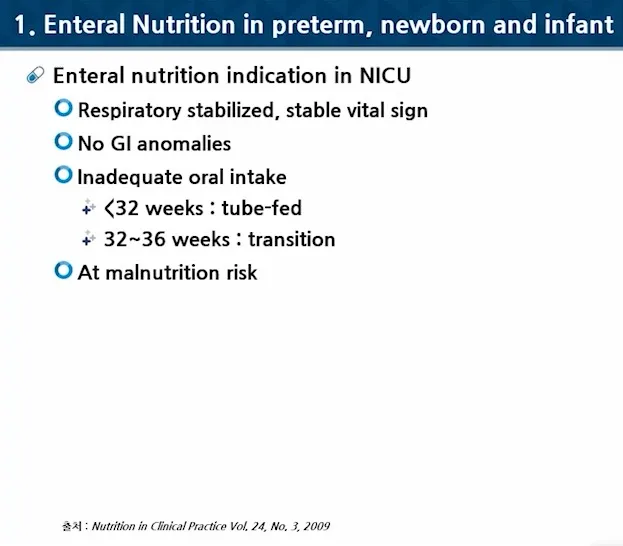 1. Enteral Nutrition in preterm, newborn and infant
Enteral nutrition indication in NICU
Respiratory stabilized, stable vital sign
No GI anomalies
Inadequate oral intake
<32 weeks : tube-fed
32~36 weeks : transition
At malnutrition risk
출처 : Nutrition in Clinical Practice Vol. 24, No. 3, 2009